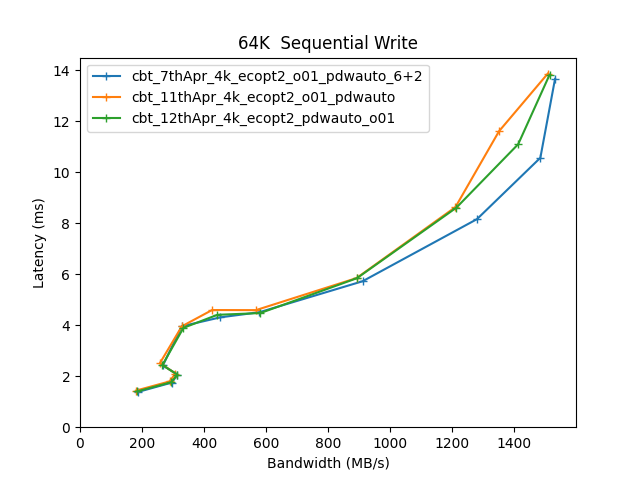 64K  Sequential Write
cbt_7thApr_4k_ecopt2_o01_pdwauto_6+2
cbt_11thApr_4k_ecopt2_o01_pdwauto
cbt_12thApr_4k_ecopt2_pdwauto_o01
Latency (ms)
14
12
10
8
6
4
2
0
0 200 400 600 800 1000 1200 1400
Bandwidth (MB/s)